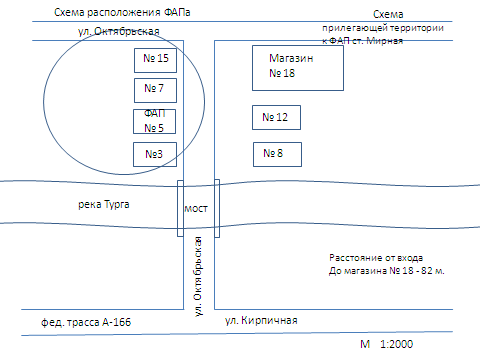 Схема расположения ФАПа
Схема
прилегающей территории
к ФАП ст. Мирная
ул. Октябрьская
№ 15
Магазин
№ 18
№ 7
ФАП
№ 5
№ 12
№3
№ 8
река Турга
мост
ул. Октябрьская
Расстояние от входа
До магазина № 18 - 82 м.
фед. трасса А-166
ул. Кирпичная
М 1:2000